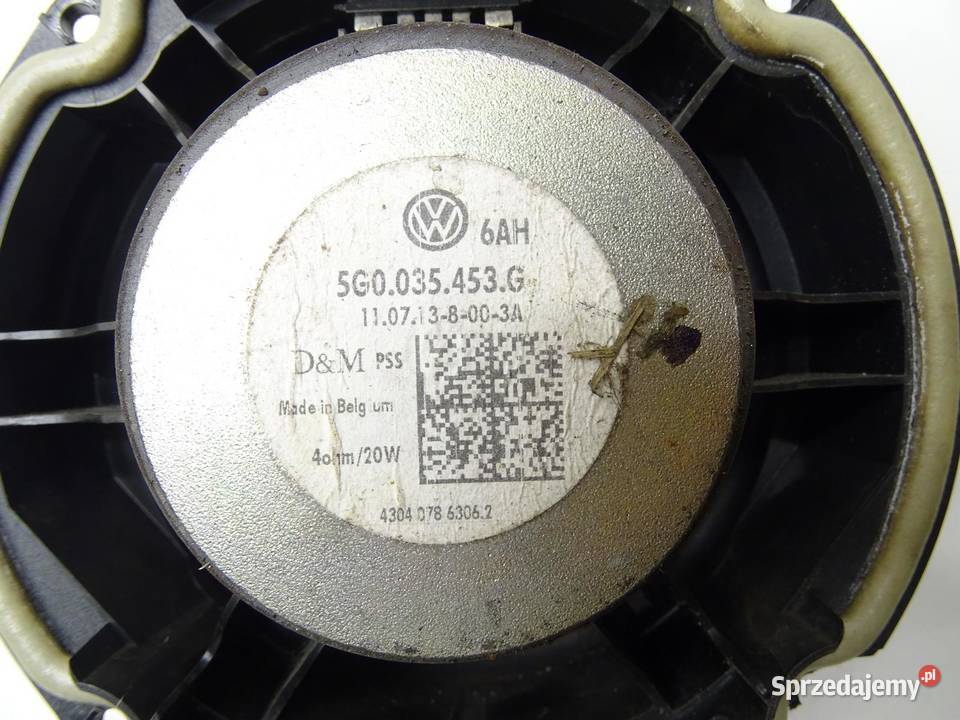 6AH
5G0.035.453.G
11.07.13-8-00-3A
D&M PSS
Made in Belgium
4ohm/20W
4304 078 6306.2
Sprzedajemy.pl